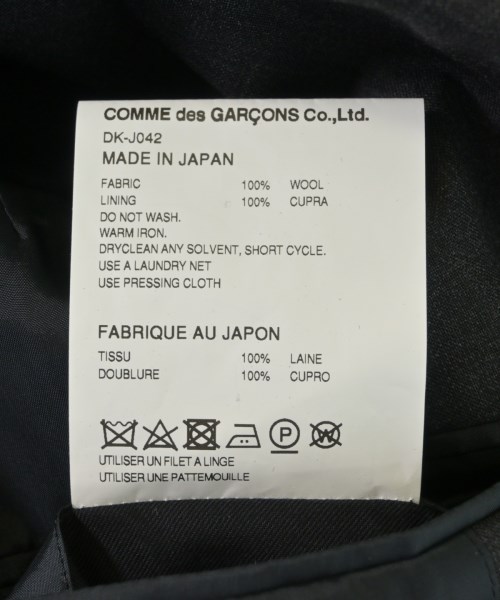 COMME des GARÇONS Co.,Ltd.
DK-J042
MADE IN JAPAN
FABRIC 100% WOOL
LINING 100% CUPRA
DO NOT WASH.
WARM IRON.
DRYCLEAN ANY SOLVENT, SHORT CYCLE.
USE A LAUNDRY NET
USE PRESSING CLOTH
FABRIQUE AU JAPON
TISSU 100% LAINE
DOUBLURE 100% CUPRO
P W
UTILISER UN FILET A LINGE
UTILISER UNE PATTEMOUILLE